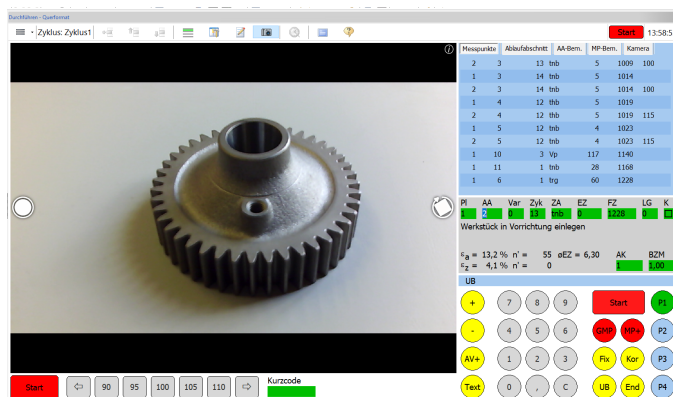 Durchführen - Querformat
Zyklus: Zyklus1
Start 13:58:5
Messpunkte Ablaufabschnitt AA-Bem. MP-Bem. Kamera
2 3 13 tnb 5 1009 100
1 3 14 tnb 5 1014
2 3 14 tnb 5 1014 100
1 4 12 tnb 5 1019
2 4 12 tnb 5 1019 115
1 5 12 tnb 4 1023
2 5 12 tnb 4 1023 115
1 10 3 Vp 117 1140
1 11 1 tnb 28 1168
1 6 1 trg 60 1228
Pl AA Var Zyk ZA EZ FZ LG K
1 2 0 13 tnb 0 1228 0
Werkstück in Vorrichtung einlegen
εa = 13,2 % n' = 55 øEZ = 6,30 AK BZM
εz = 4,1 % n' = 0 1 1,00
UB
+ 7 8 9 Start P1
- 4 5 6 GMP MP+ P2
AV+ 1 2 3 Fix Kor P3
Text 0 , C UB End P4
Start 90 95 100 105 110 Kurzcode